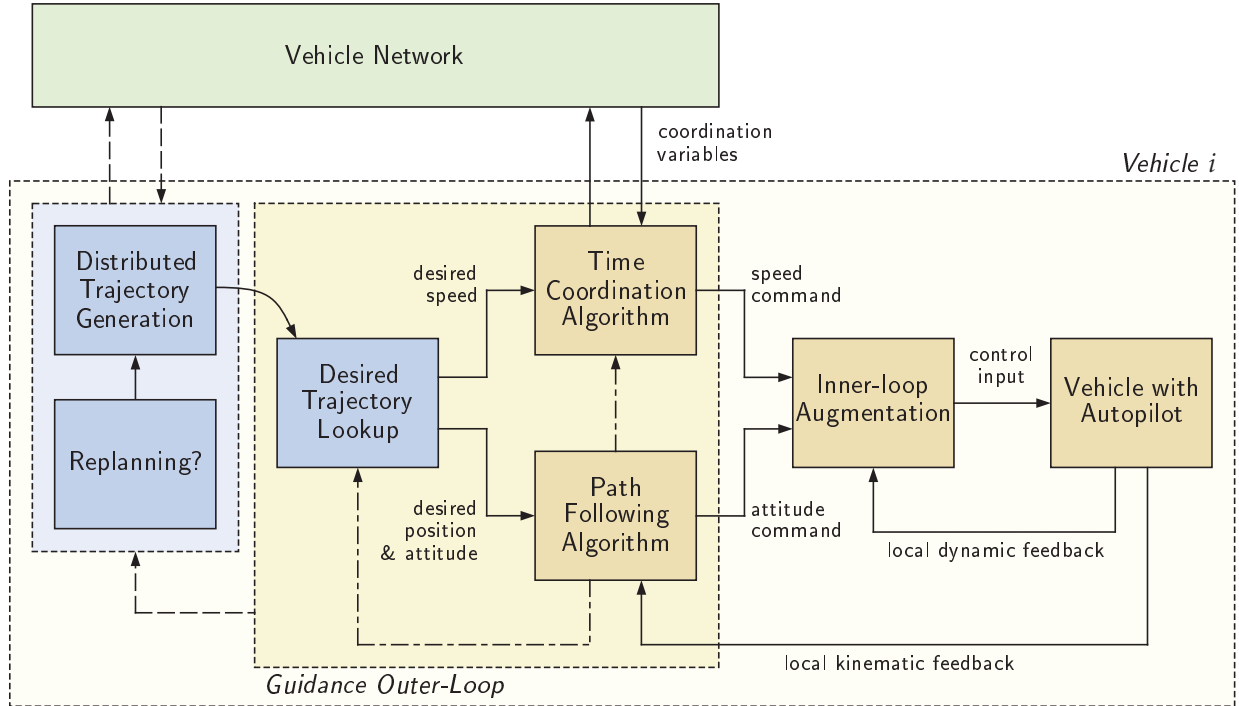 Vehicle Network
coordination
variables
Vehicle i
Distributed
Trajectory
Generation
Replanning?
Desired
Trajectory
Lookup
desired
speed
desired
position
& attitude
Time
Coordination
Algorithm
Path
Following
Algorithm
speed
command
attitude
command
Inner-loop
Augmentation
control
input
Vehicle with
Autopilot
local dynamic feedback
local kinematic feedback
Guidance Outer-Loop